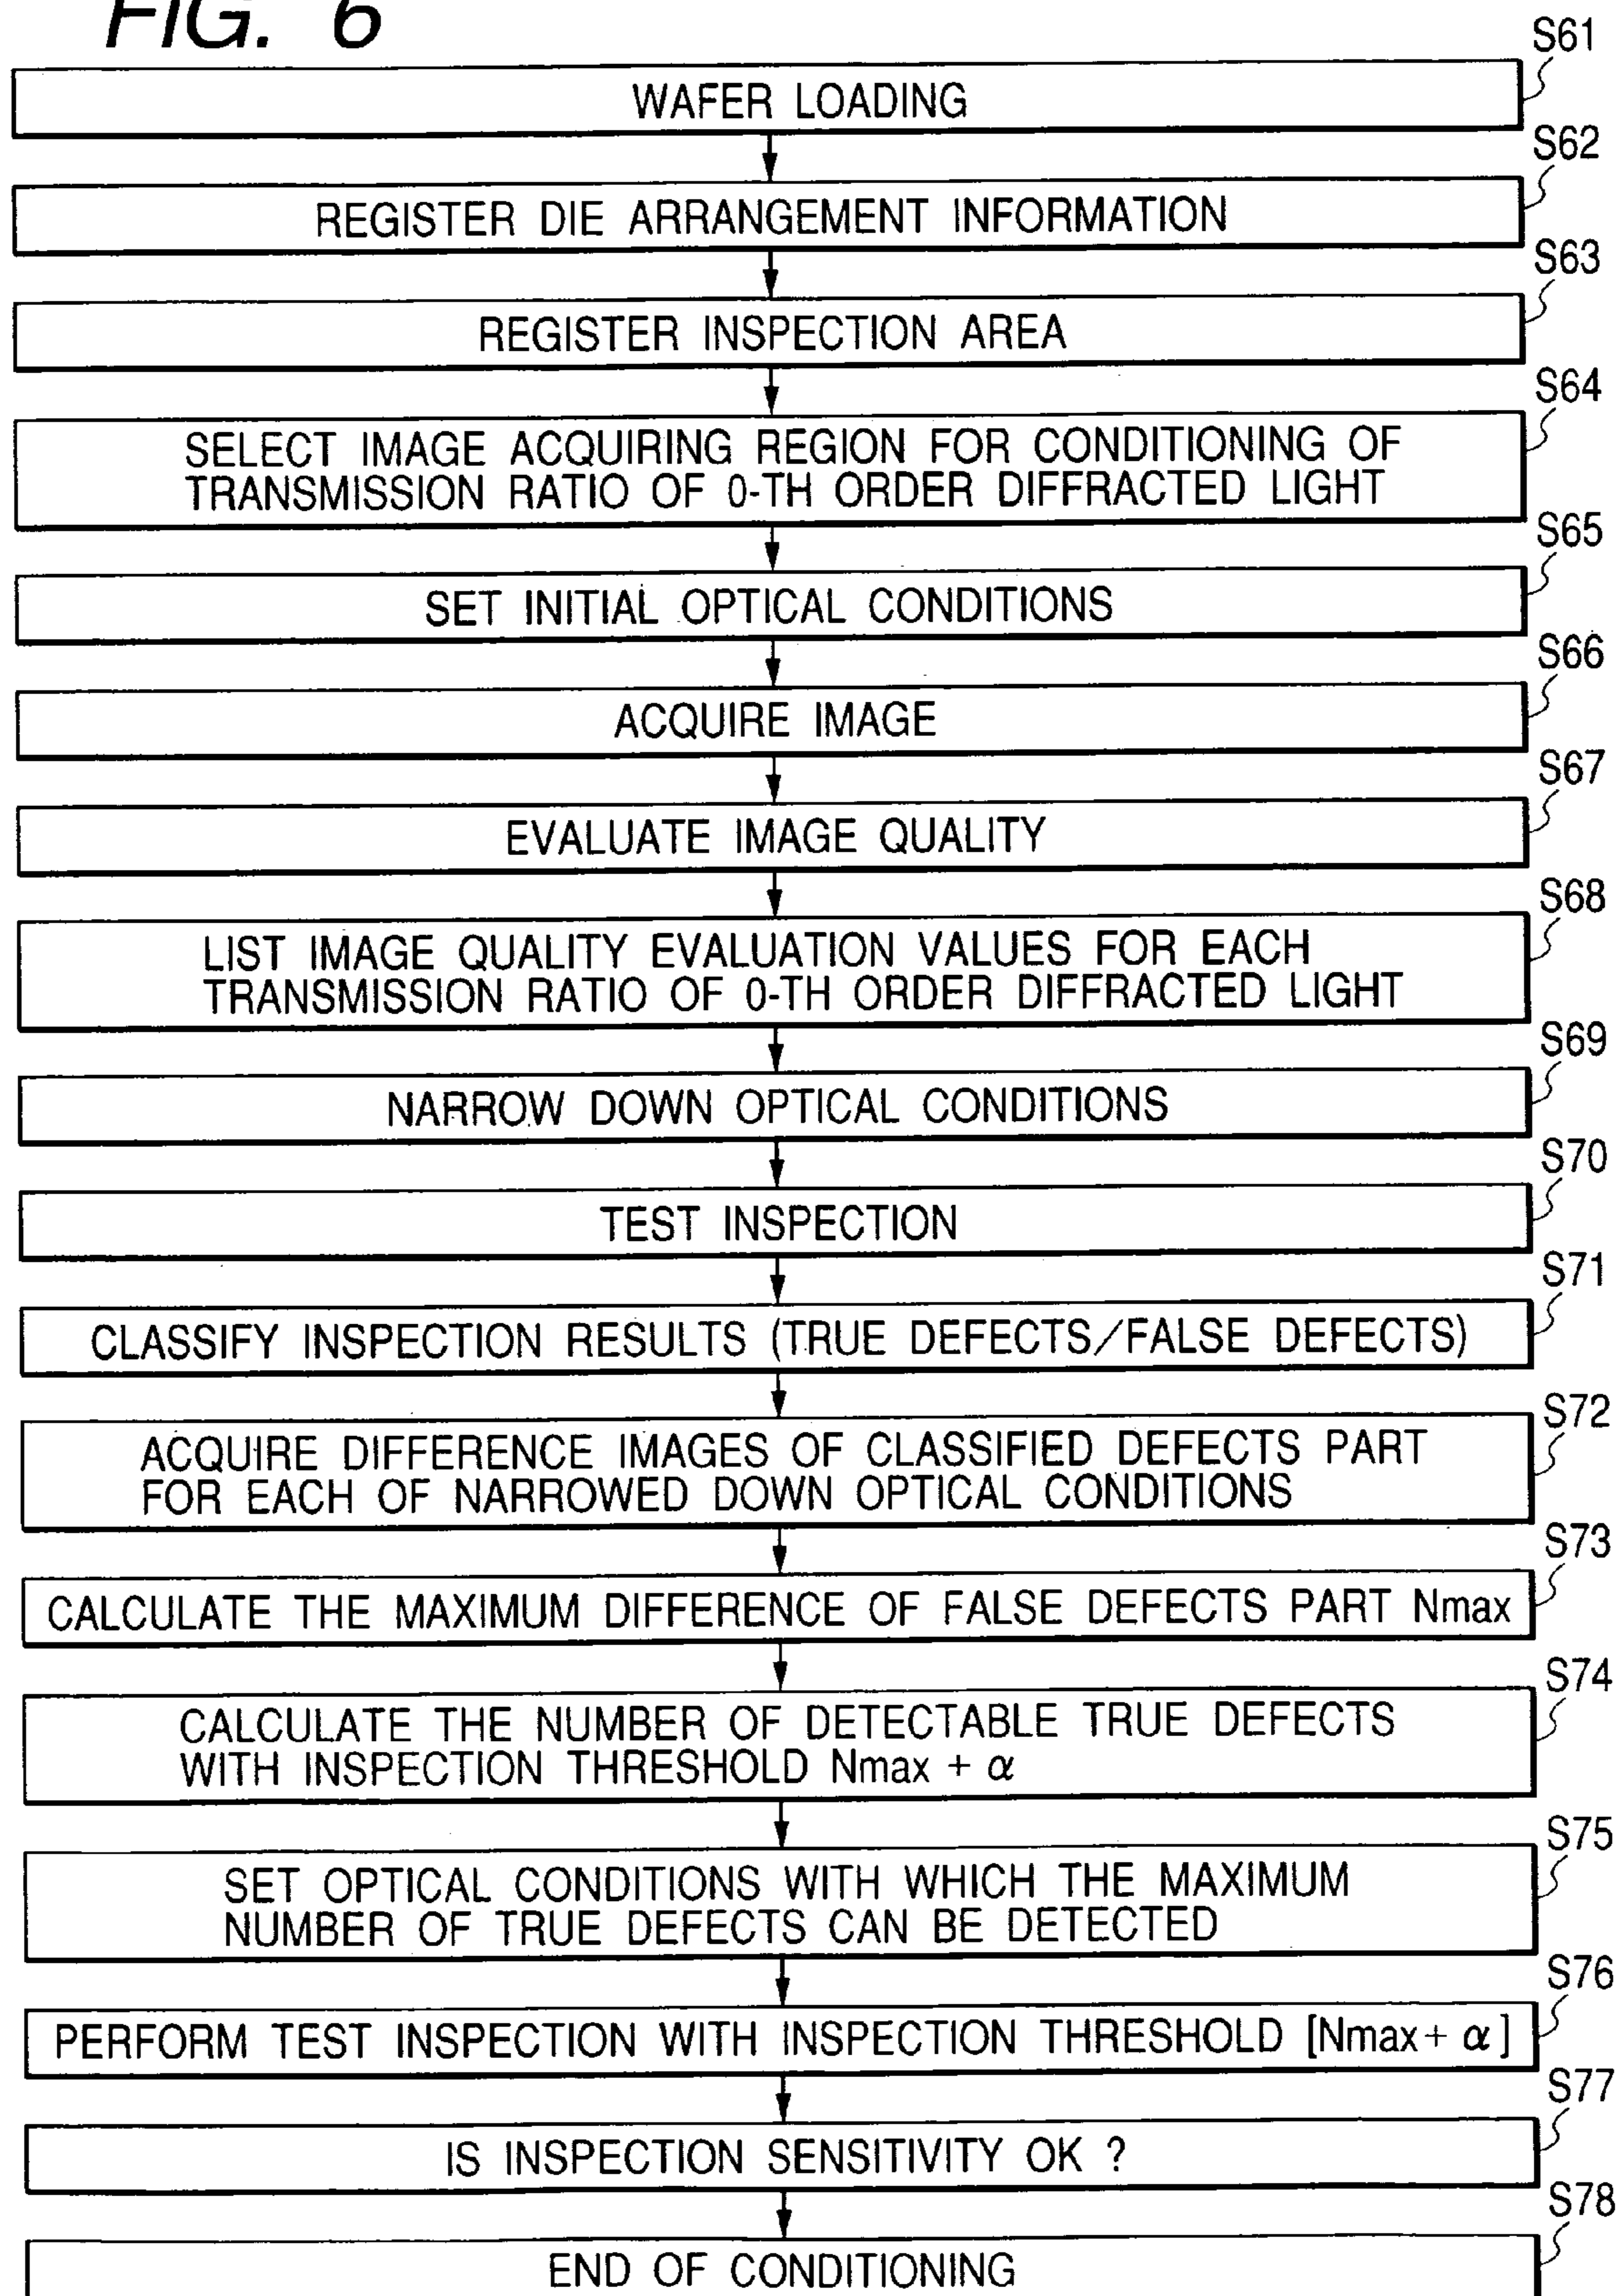 FIG. 6
S61
WAFER LOADING
S62
REGISTER DIE ARRANGEMENT INFORMATION
S63
REGISTER INSPECTION AREA
S64
SELECT IMAGE ACQUIRING REGION FOR CONDITIONING OF
TRANSMISSION RATIO OF 0-TH ORDER DIFFRACTED LIGHT
S65
SET INITIAL OPTICAL CONDITIONS
S66
ACQUIRE IMAGE
S67
EVALUATE IMAGE QUALITY
S68
LIST IMAGE QUALITY EVALUATION VALUES FOR EACH
TRANSMISSION RATIO OF 0-TH ORDER DIFFRACTED LIGHT
S69
NARROW DOWN OPTICAL CONDITIONS
S70
TEST INSPECTION
S71
CLASSIFY INSPECTION RESULTS (TRUE DEFECTS/FALSE DEFECTS)
S72
ACQUIRE DIFFERENCE IMAGES OF CLASSIFIED DEFECTS PART
FOR EACH OF NARROWED DOWN OPTICAL CONDITIONS
S73
CALCULATE THE MAXIMUM DIFFERENCE OF FALSE DEFECTS PART Nmax
S74
CALCULATE THE NUMBER OF DETECTABLE TRUE DEFECTS
WITH INSPECTION THRESHOLD Nmax + α
S75
SET OPTICAL CONDITIONS WITH WHICH THE MAXIMUM
NUMBER OF TRUE DEFECTS CAN BE DETECTED
S76
PERFORM TEST INSPECTION WITH INSPECTION THRESHOLD [Nmax+ α]
S77
IS INSPECTION SENSITIVITY OK ?
S78
END OF CONDITIONING